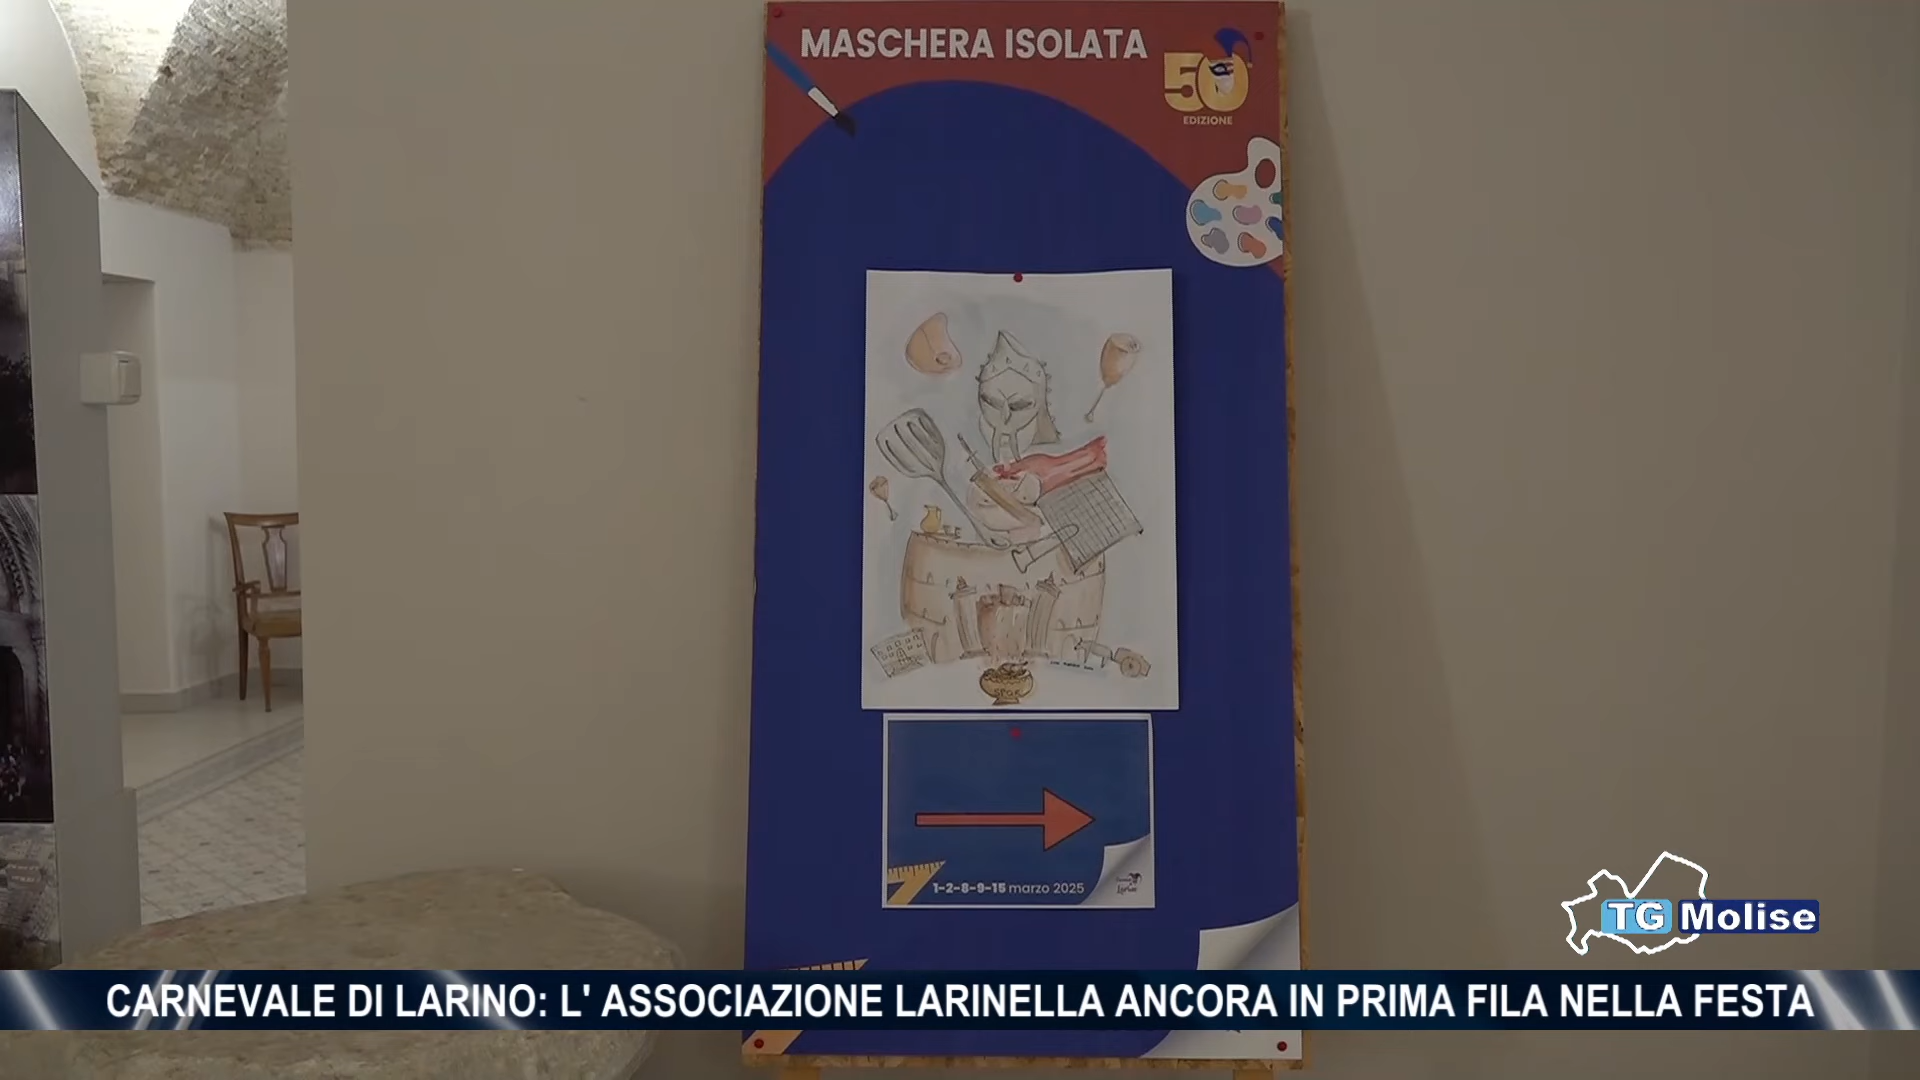 MASCHERA ISOLATA
50
EDIZIONE
SPQR
1-2-8-9-15 marzo 2025
TG Molise
CARNEVALE DI LARINO: L' ASSOCIAZIONE LARINELLA ANCORA IN PRIMA FILA NELLA FESTA